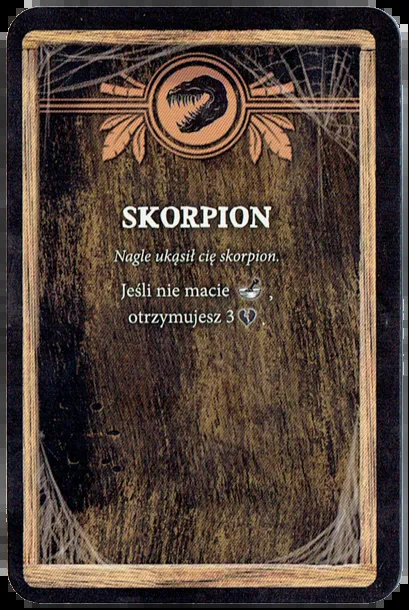 SKORPION
Nagle ukąsił cię skorpion.
Jeśli nie macie ,
otrzymujesz 3 .